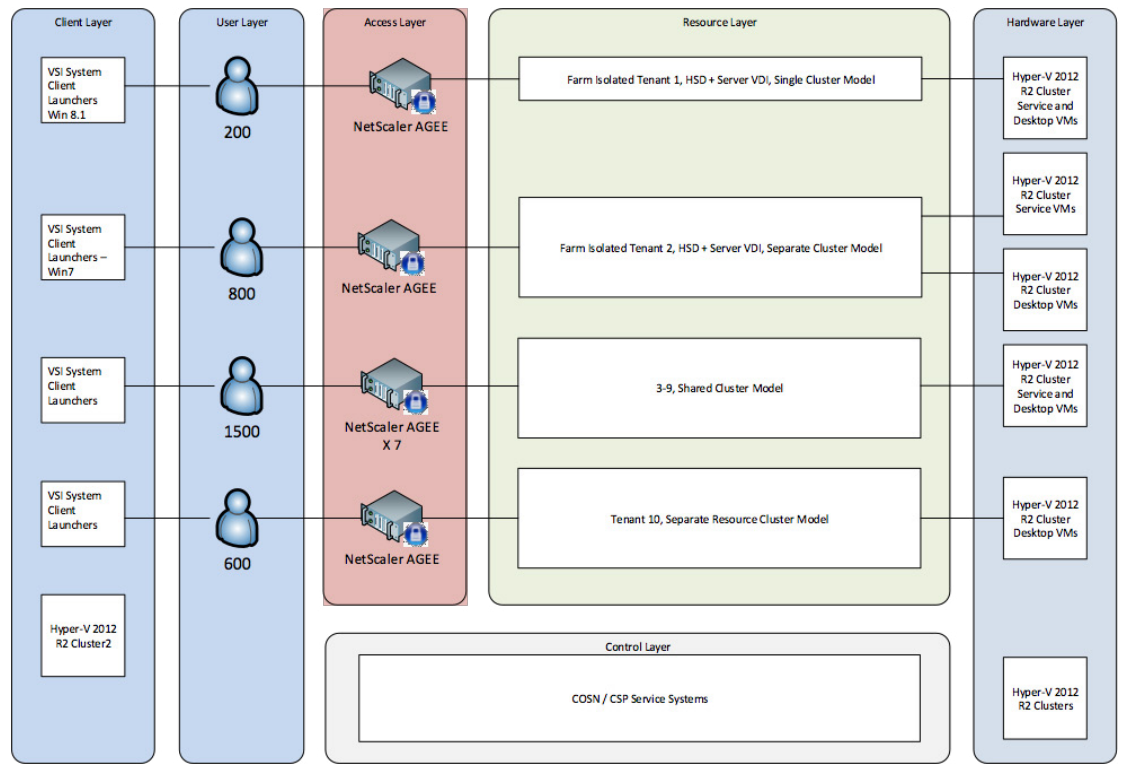 Client Layer
User Layer
Access Layer
Resource Layer
Hardware Layer
VSI System
Client
Launchers
Win 8.1
200
NetScaler AGEE
Farm Isolated Tenant 1, HSD + Server VDI, Single Cluster Model
Hyper-V 2012
R2 Cluster
Service and
Desktop VMs
Hyper-V 2012
R2 Cluster
Service VMs
VSI System
Client
Launchers –
Win7
800
NetScaler AGEE
Farm Isolated Tenant 2, HSD + Server VDI, Separate Cluster Model
Hyper-V 2012
R2 Cluster
Desktop VMs
VSI System
Client
Launchers
1500
NetScaler AGEE
X 7
3-9, Shared Cluster Model
Hyper-V 2012
R2 Cluster
Service and
Desktop VMs
VSI System
Client
Launchers
600
NetScaler AGEE
Tenant 10, Separate Resource Cluster Model
Hyper-V 2012
R2 Cluster
Desktop VMs
Hyper-V 2012
R2 Cluster2
Control Layer
COSN / CSP Service Systems
Hyper-V 2012
R2 Clusters